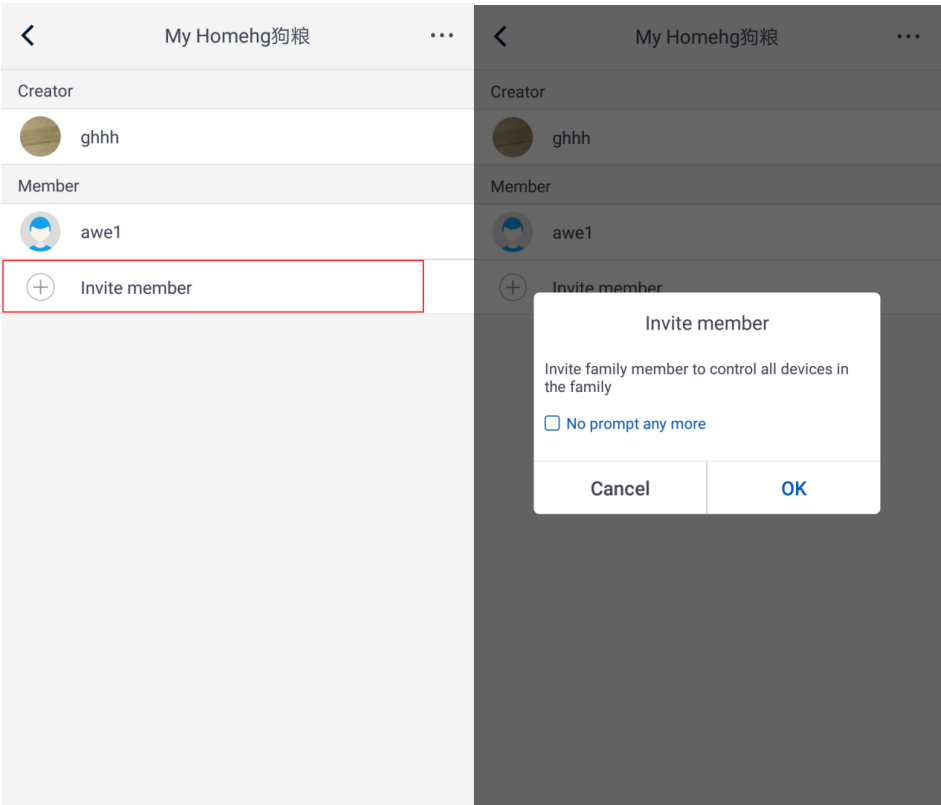 My Homehg狗粮
Creator
ghhh
Member
awe1
Invite member
My Homehg狗粮
Creator
ghhh
Member
awe1
Invite member
Invite member
Invite family member to control all devices in
the family
No prompt any more
Cancel
OK